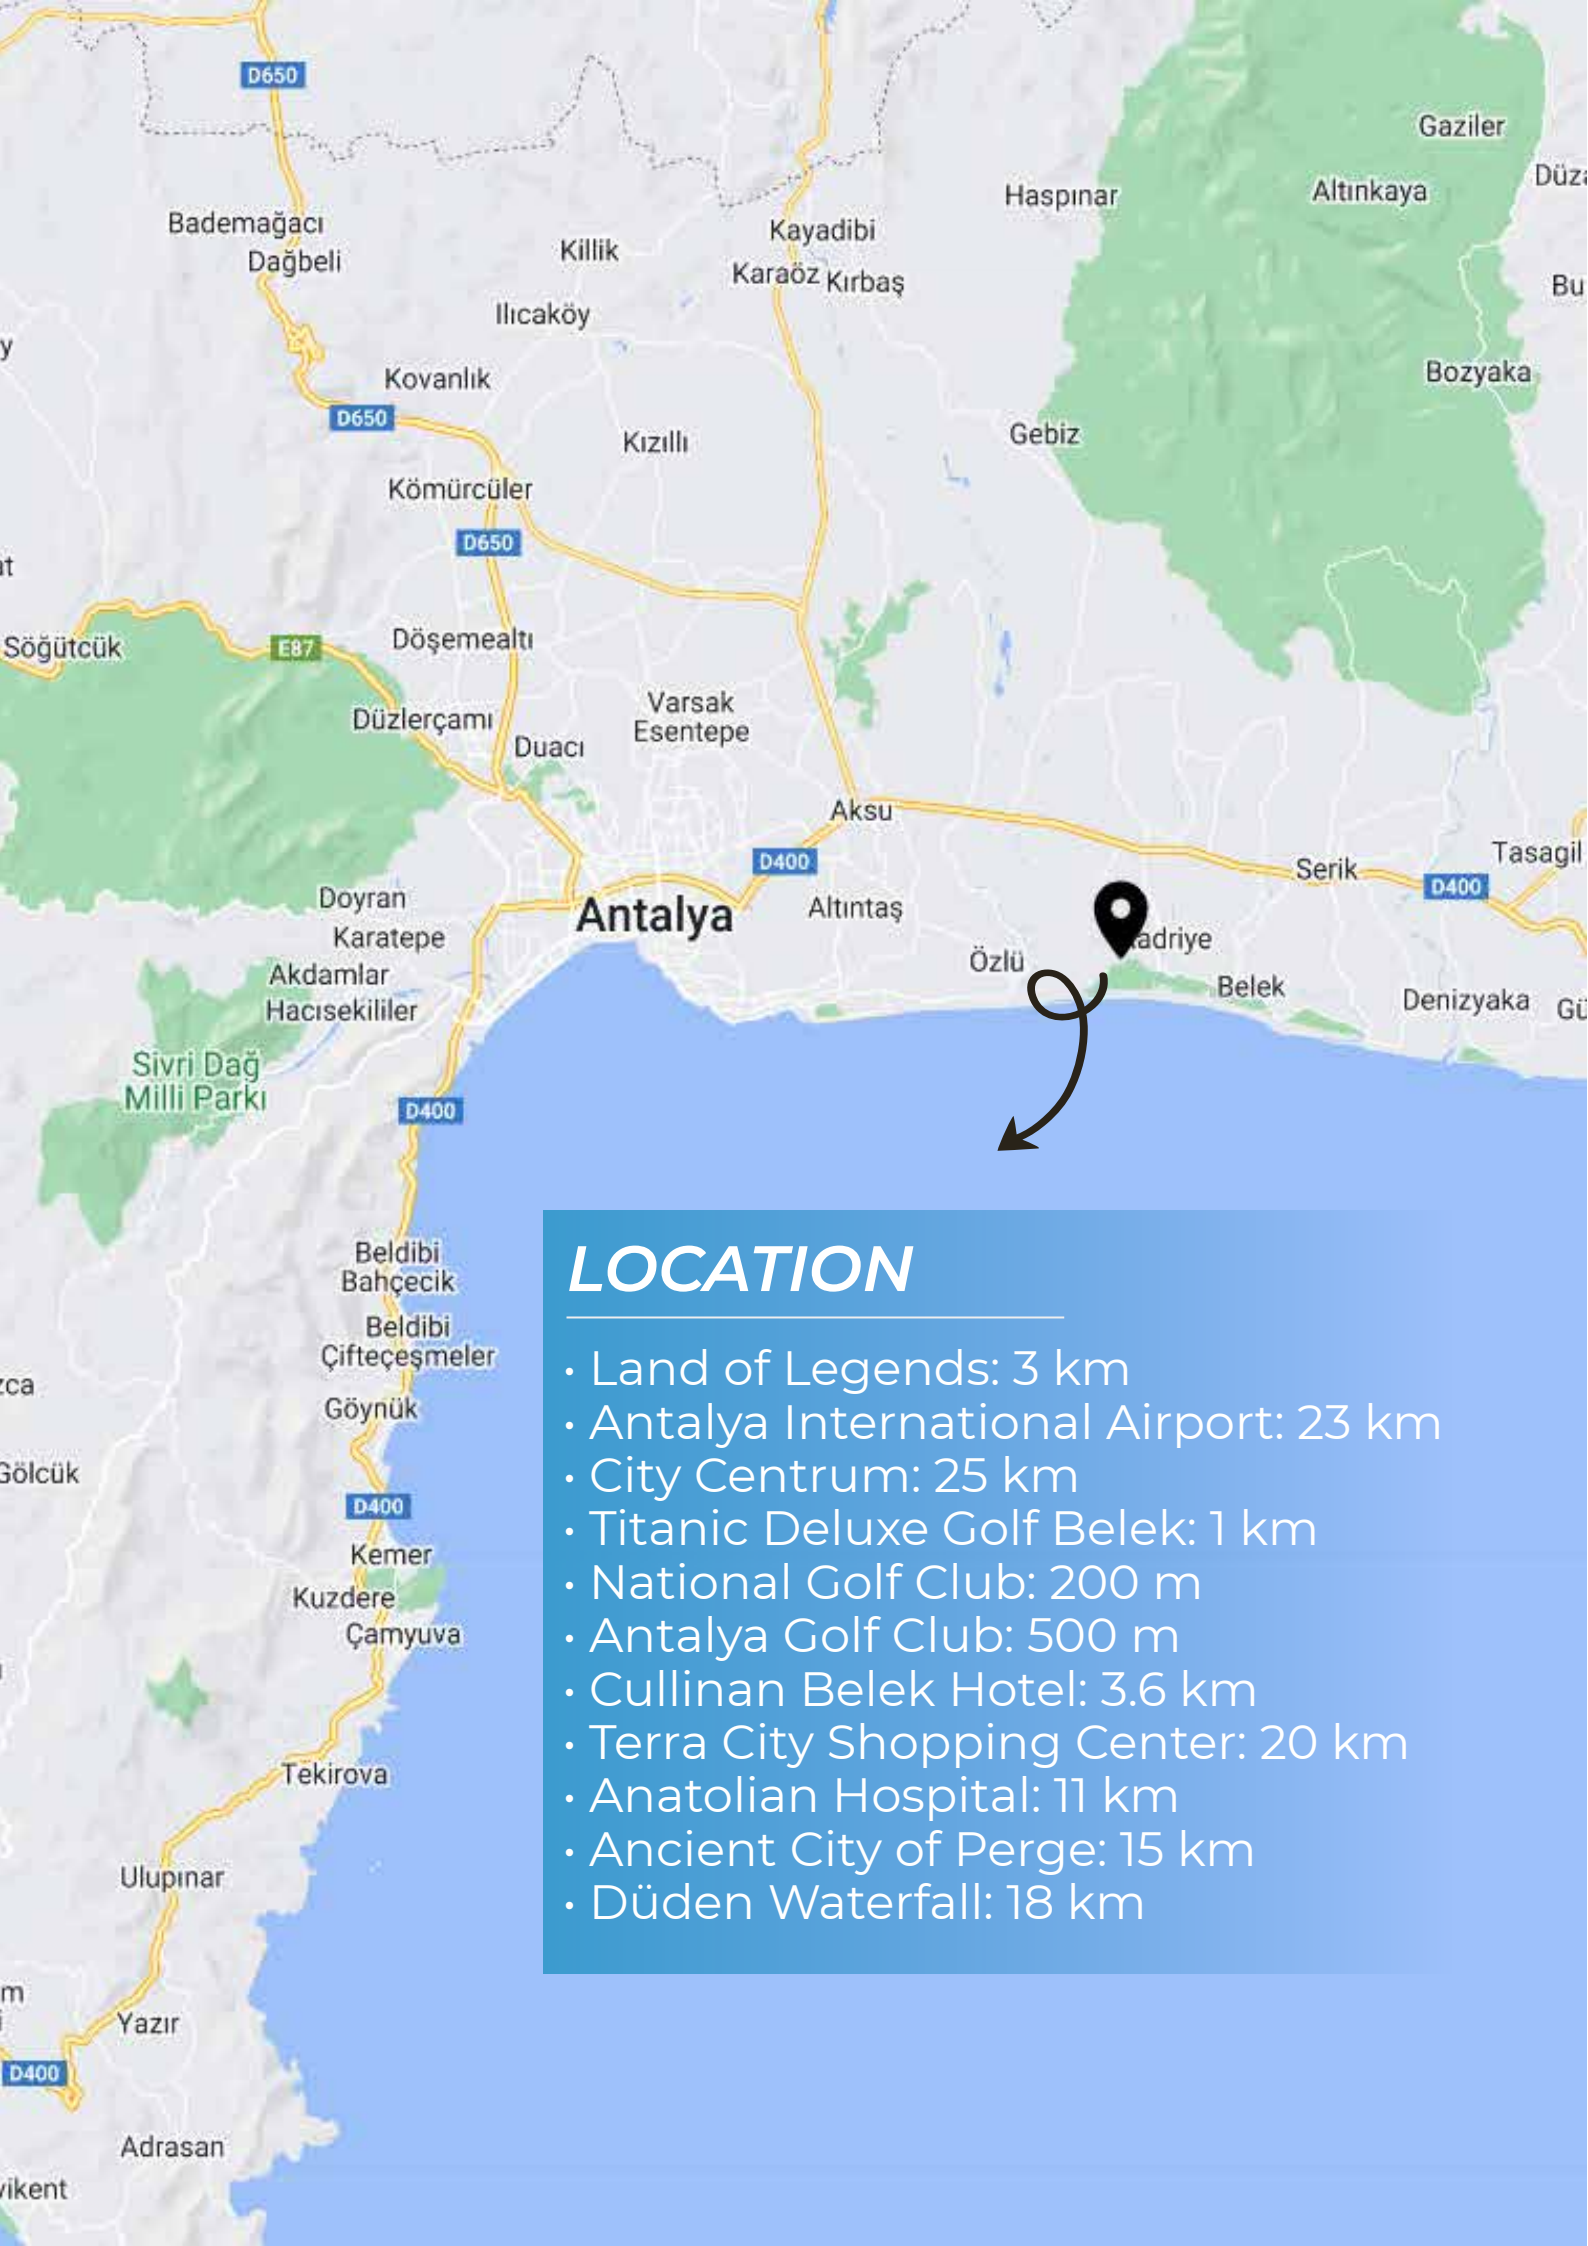 D650
Gaziler
Altınkaya
Haspınar
Bademağacı
Dağbeli
Killik
Kayadibi
Karaöz
Kırbaş
Ilıcaköy
Kovanlık
D650
Bozyaka
Kızıllı
Gebiz
Kömürcüler
D650
Söğütcük
E87
Döşemealtı
Varsak
Esentepe
Düzlerçamı
Duacı
Aksu
D400
Serik
Tasagil
D400
Doyran
Antalya
Altıntaş
Karatepe
adriye
Özlü
Akdamlar
Belek
Denizyaka
Hacısekililer
Sivri Dağ
Milli Parkı
D400
Beldibi
Bahçecik
Beldibi
Çifteçeşmeler
Göynük
Gölcük
D400
Kemer
Kuzdere
Çamyuva
Tekirova
Ulupınar
Yazır
D400
Adrasan
LOCATION
• Land of Legends: 3 km
• Antalya International Airport: 23 km
• City Centrum: 25 km
• Titanic Deluxe Golf Belek: 1 km
• National Golf Club: 200 m
• Antalya Golf Club: 500 m
• Cullinan Belek Hotel: 3.6 km
• Terra City Shopping Center: 20 km
• Anatolian Hospital: 11 km
• Ancient City of Perge: 15 km
• Düden Waterfall: 18 km